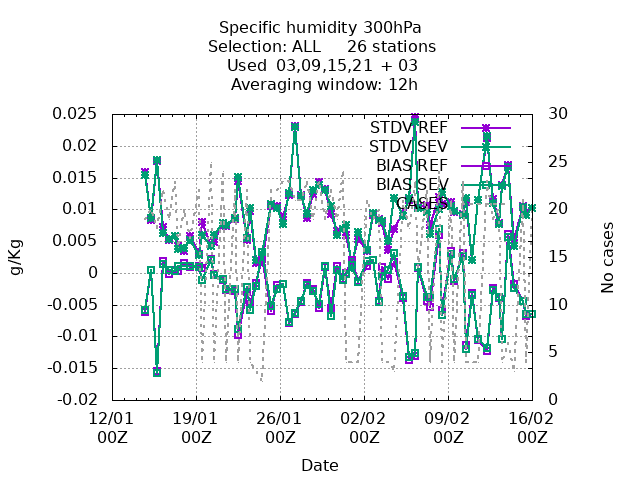 Specific humidity 300hPa
Selection: ALL 26 stations
Used 03,09,15,21 + 03
Averaging window: 12h
0.025
0.02
0.015
0.01
0.005
0
-0.005
-0.01
-0.015
-0.02
g/Kg
30
25
20
15
10
5
0
No cases
STDV REF
STDV SEV
BIAS REF
BIAS SEV
CASES
12/01 19/01 26/01 02/02 09/02 16/02
00Z 00Z 00Z 00Z 00Z 00Z
Date